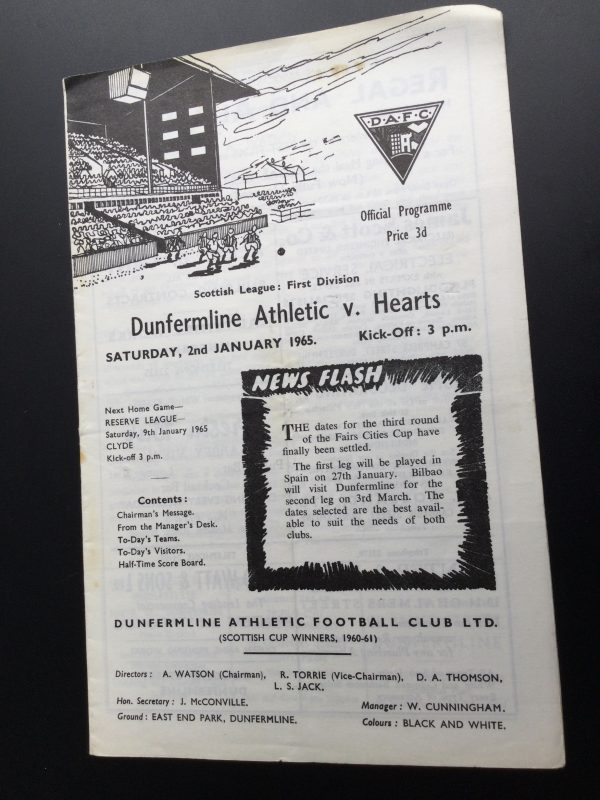 D.A.F.C
Official Programme
Price 3d
Scottish League: First Division
Dunfermline Athletic v. Hearts
SATURDAY, 2nd JANUARY 1965.
Kick-Off: 3 p.m.
Next Home Game—
RESERVE LEAGUE—
Saturday, 9th January 1965
CLYDE
Kick-off 3 p.m.
Contents:
Chairman's Message.
From the Manager's Desk.
To-Day's Teams.
To-Day's Visitors.
Half-Time Score Board.
NEWS FLASH
THE dates for the third round
of the Fairs Cities Cup have
finally been settled.
The first leg will be played in
Spain on 27th January. Bilbao
will visit Dunfermline for the
second leg on 3rd March. The
dates selected are the best avail-
able to suit the needs of both
clubs.
DUNFERMLINE ATHLETIC FOOTBALL CLUB LTD.
(SCOTTISH CUP WINNERS, 1960-61)
Directors: A. WATSON (Chairman), R. TORRIE (Vice-Chairman), D. A. THOMSON,
L. S. JACK.
Hon. Secretary: J. McCONVILLE.
Manager: W. CUNNINGHAM.
Ground: EAST END PARK, DUNFERMLINE.
Colours: BLACK AND WHITE.